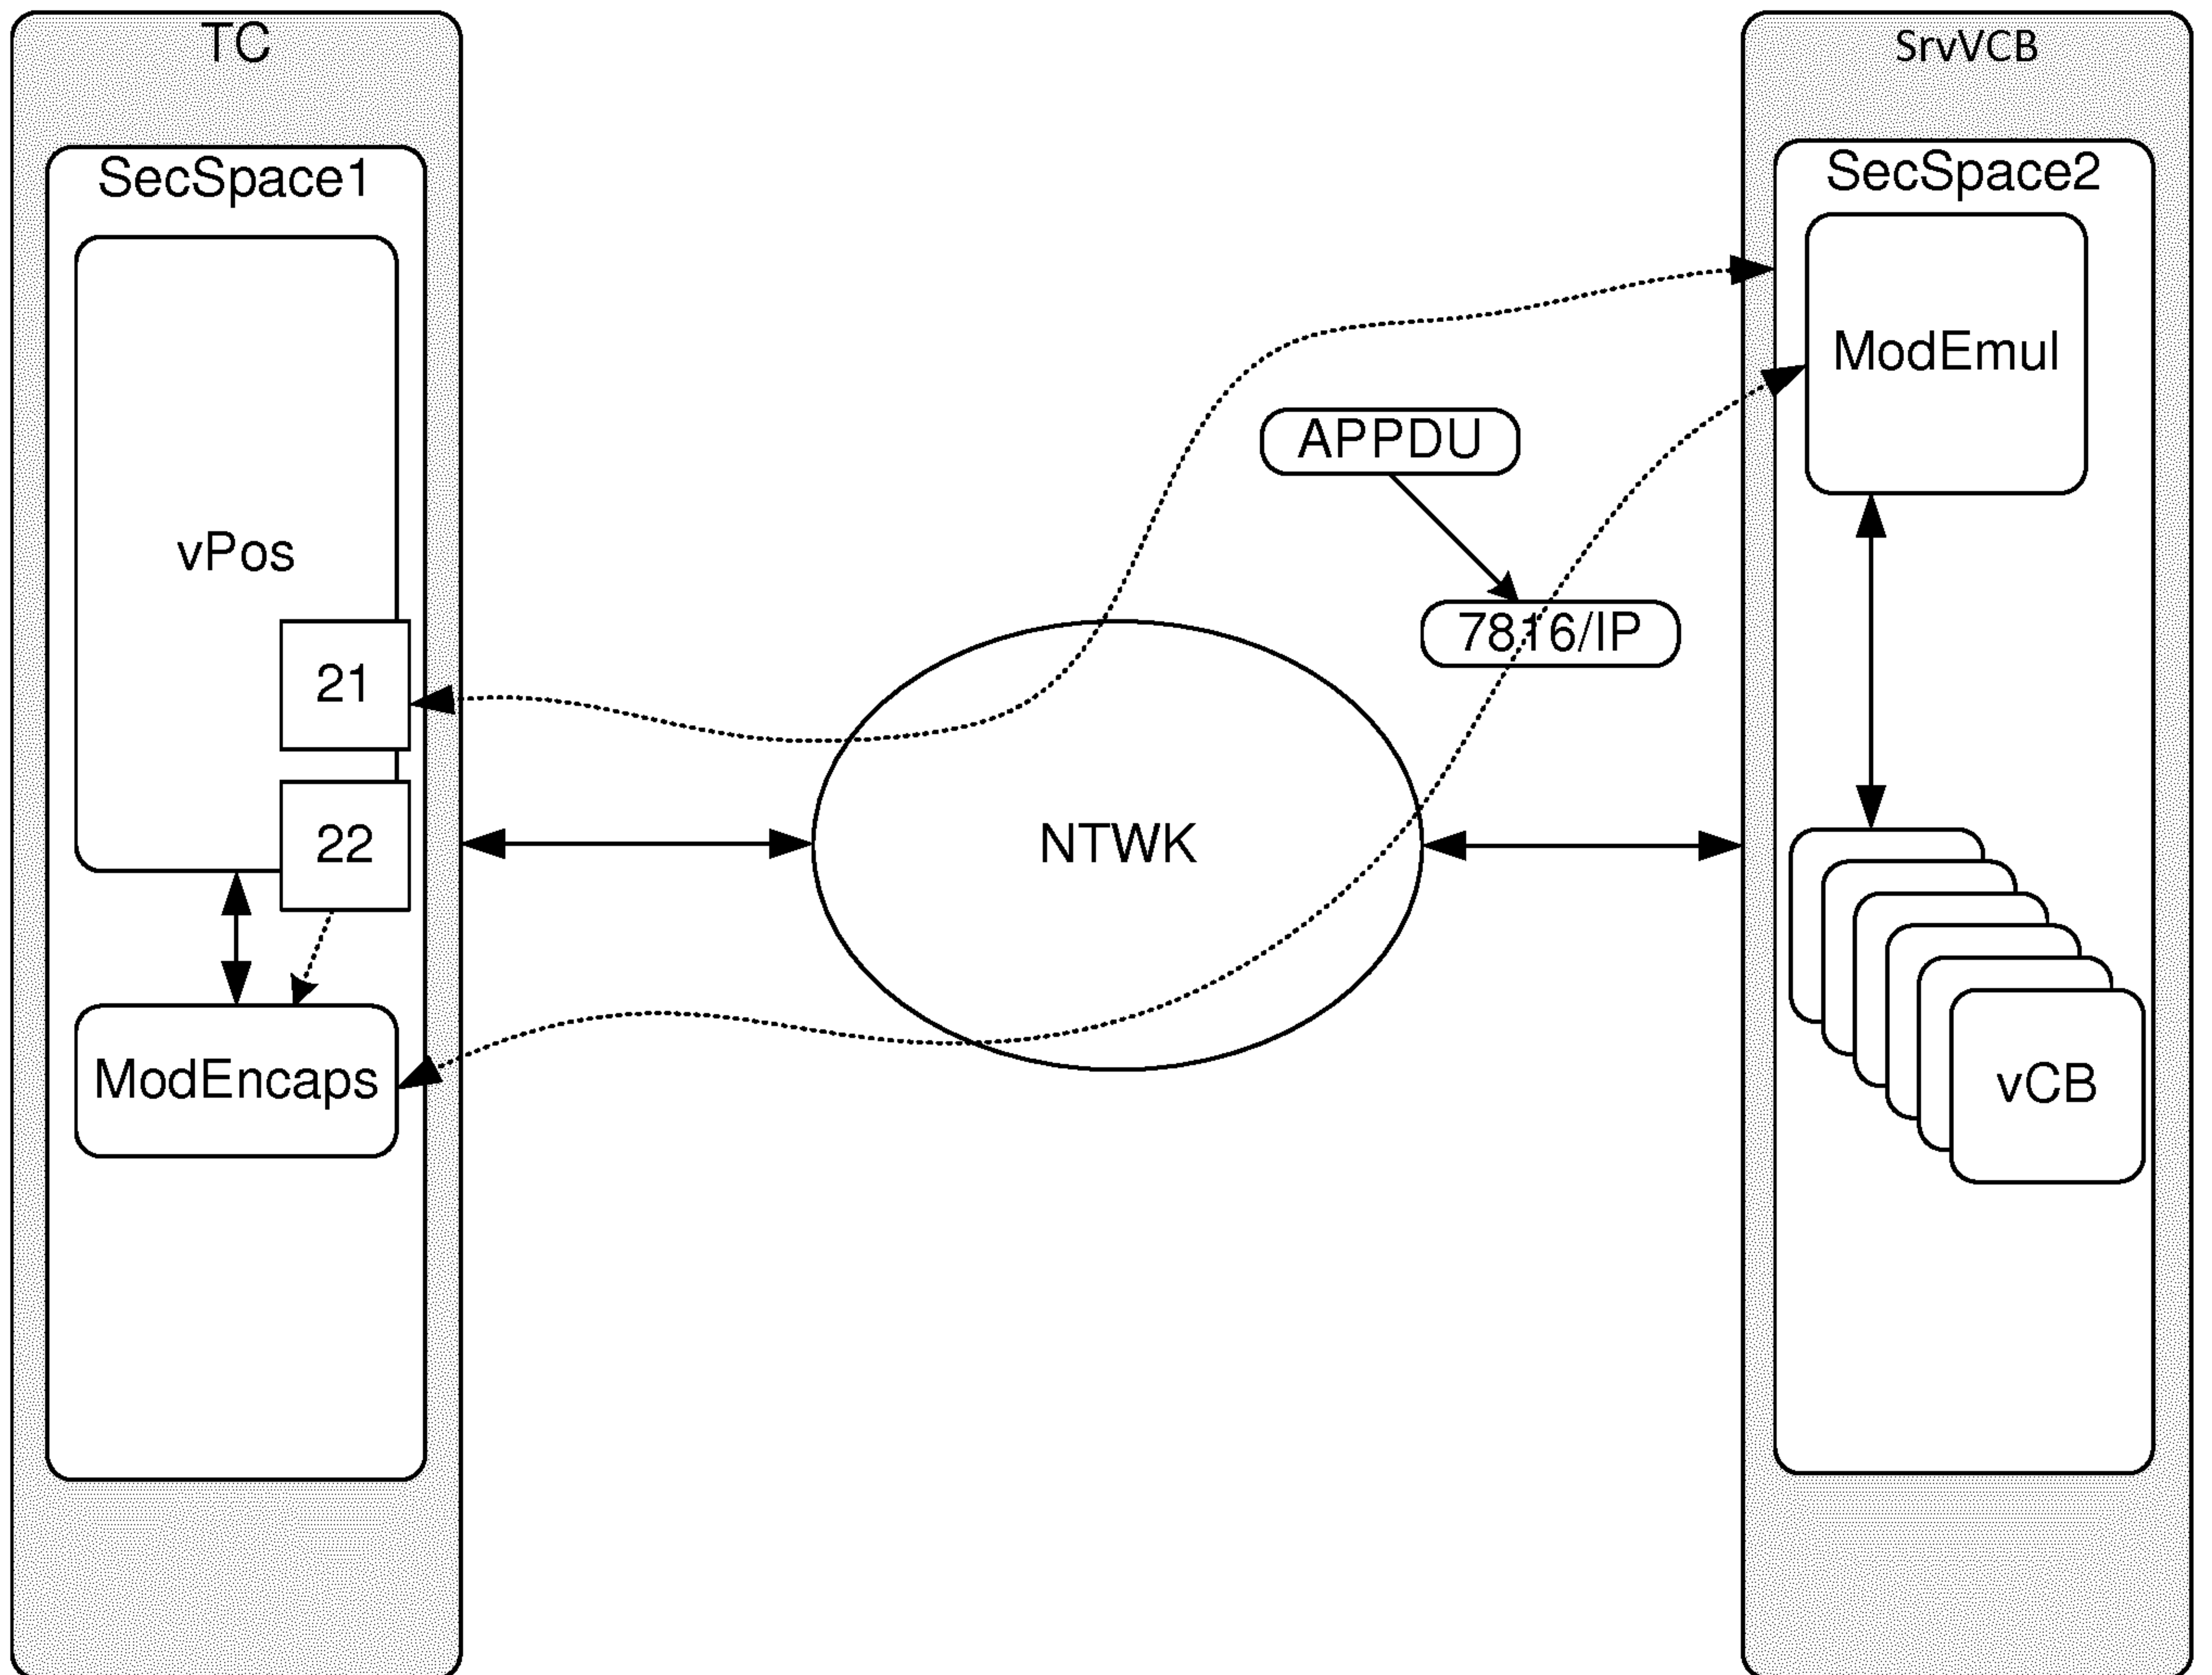 TC
SrvVCB
SecSpace1
SecSpace2
ModEmul
APPDU
vPos
7816/IP
21
22
NTWK
ModEncaps
vCB